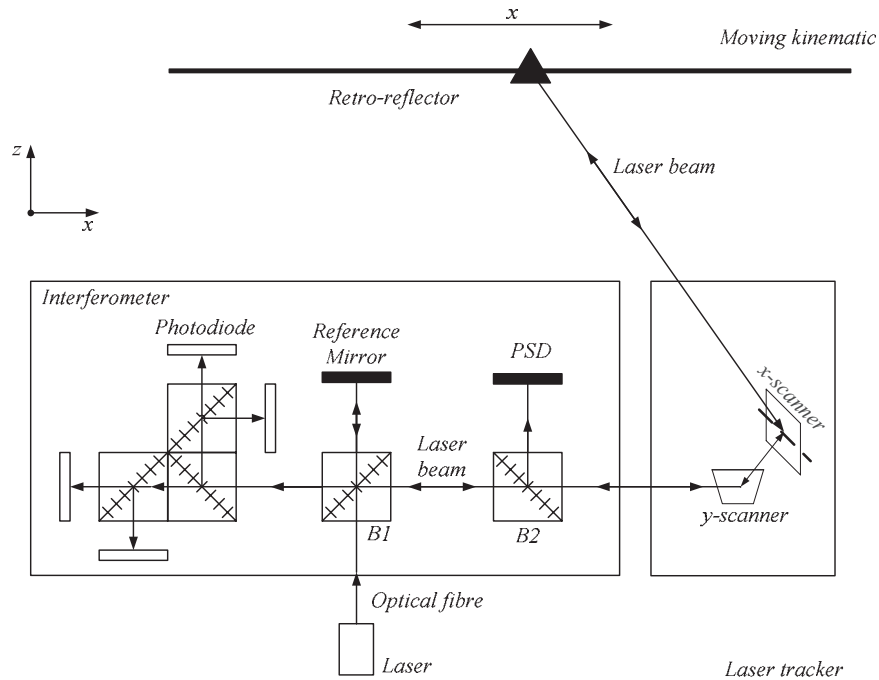 x
Moving kinematic
Retro-reflector
z
Laser beam
x
Interferometer
Photodiode
Reference
Mirror
PSD
x-scanner
Laser
beam
B1
B2
y-scanner
Optical fibre
Laser
Laser tracker